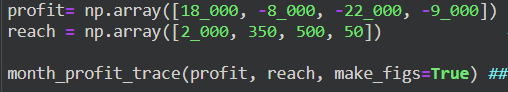 profit= np.array([18_000, -8_000, -22_000, -9_000])
reach = np.array([2_000, 350, 500, 50])
month_profit_trace(profit, reach, make_figs=True) ##